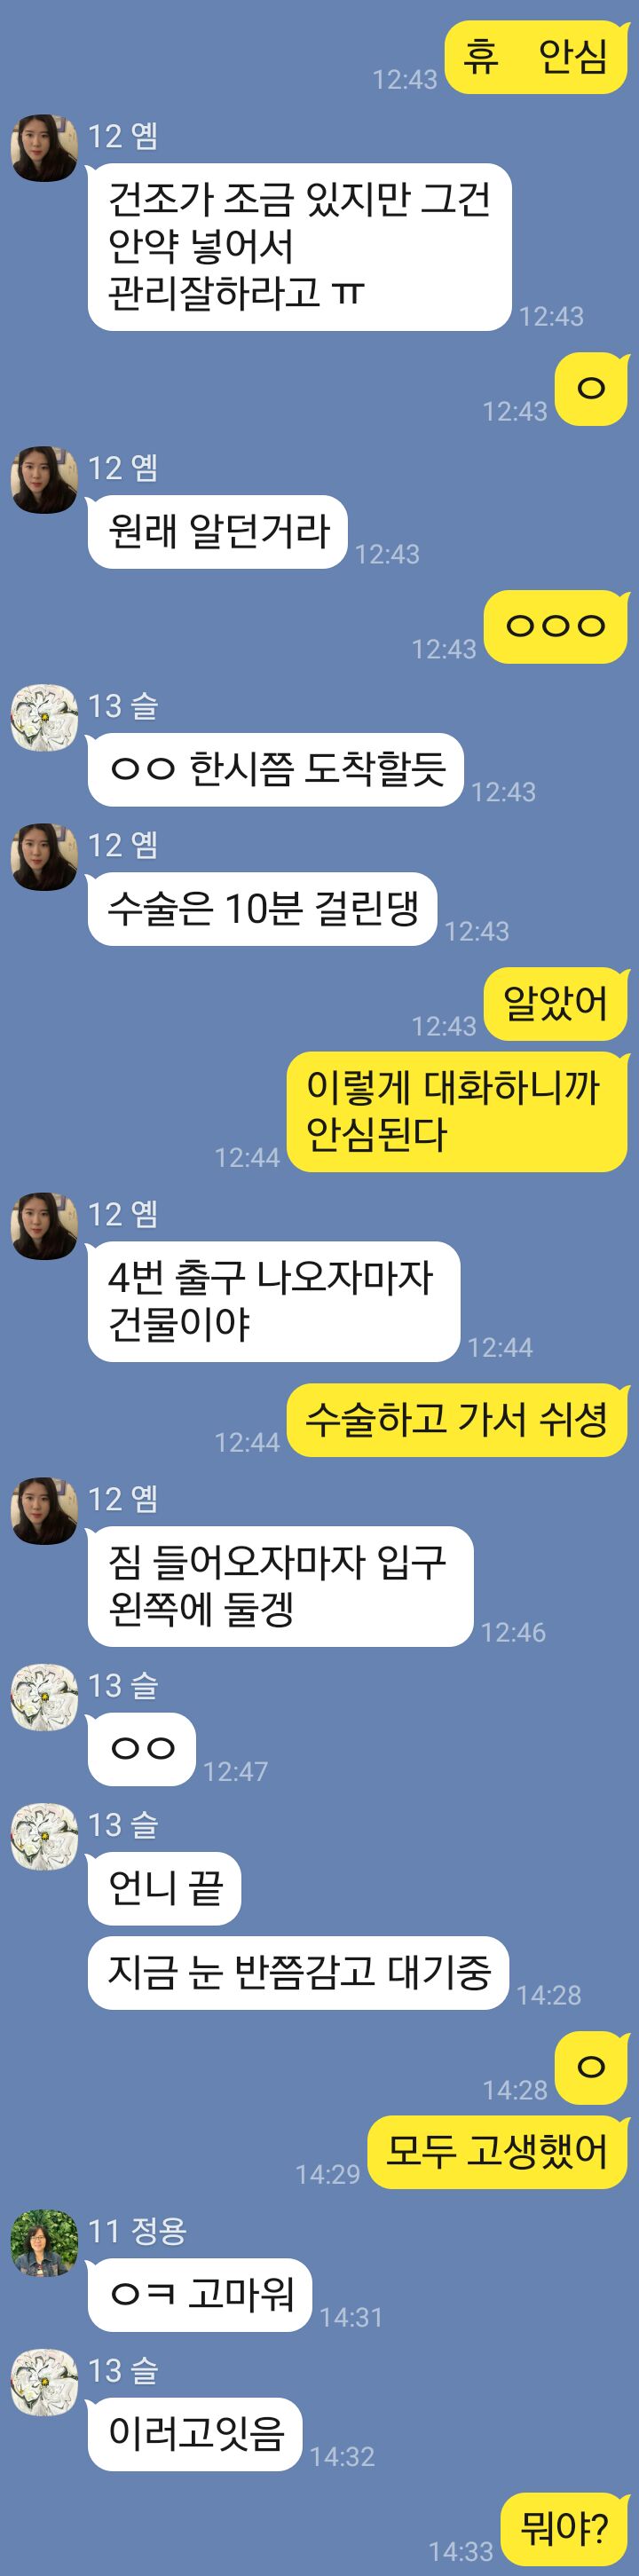 휴    안심
12:43
12 옘
건조가 조금 있지만 그건
안약 넣어서
관리잘하라고 ㅠ
12:43
ㅇ
12:43
12 옘
원래 알던거라
12:43
ㅇㅇㅇ
12:43
13 슬
ㅇㅇ 한시쯤 도착할듯
12:43
12 옘
수술은 10분 걸린댕
12:43
알았어
12:43
이렇게 대화하니까
안심된다
12:44
12 옘
4번 출구 나오자마자
건물이야
12:44
수술하고 가서 쉬셩
12:44
12 옘
짐 들어오자마자 입구
왼쪽에 둘겡
12:46
13 슬
ㅇㅇ
12:47
13 슬
언니 끝
지금 눈 반쯤감고 대기중
14:28
ㅇ
14:28
모두 고생했어
14:29
11 정용
ㅇㅋ 고마워
14:31
13 슬
이러고잇음
14:32
뭐야?
14:33